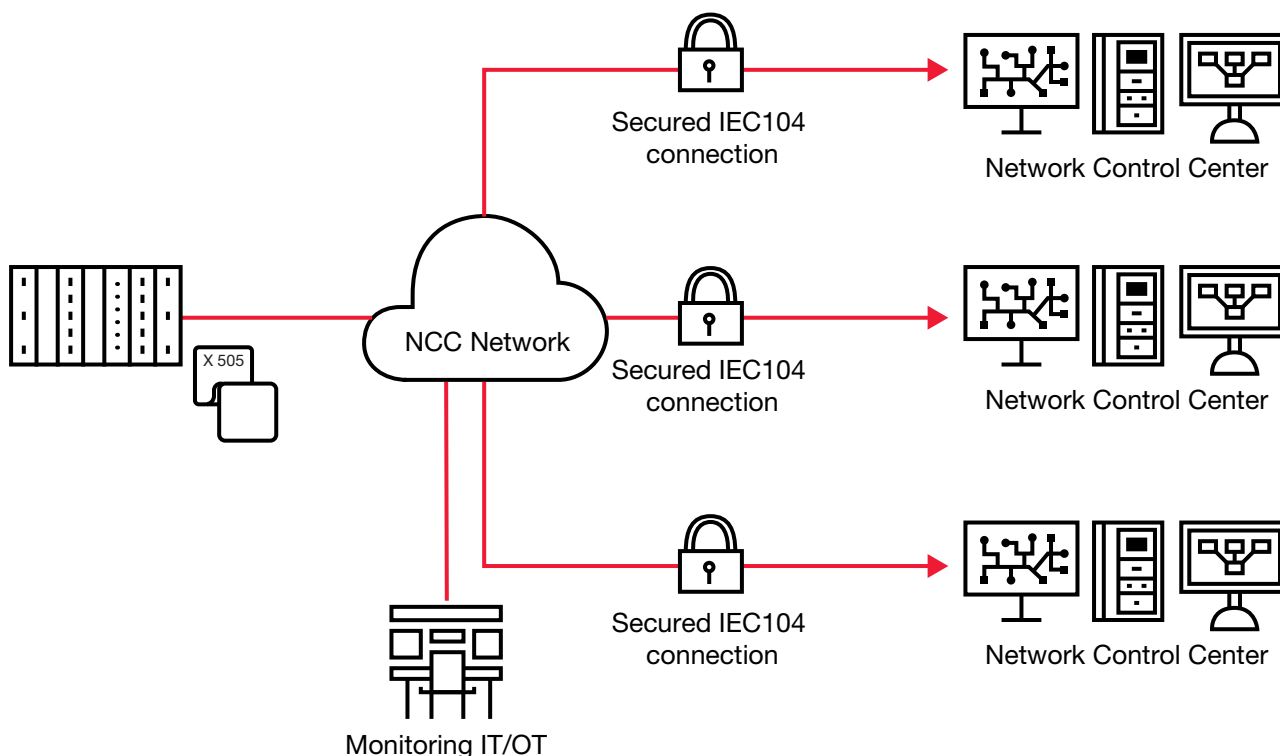 Secured IEC104
connection
Network Control Center
X 505
NCC Network
Secured IEC104
connection
Network Control Center
Secured IEC104
connection
Network Control Center
Monitoring IT/OT